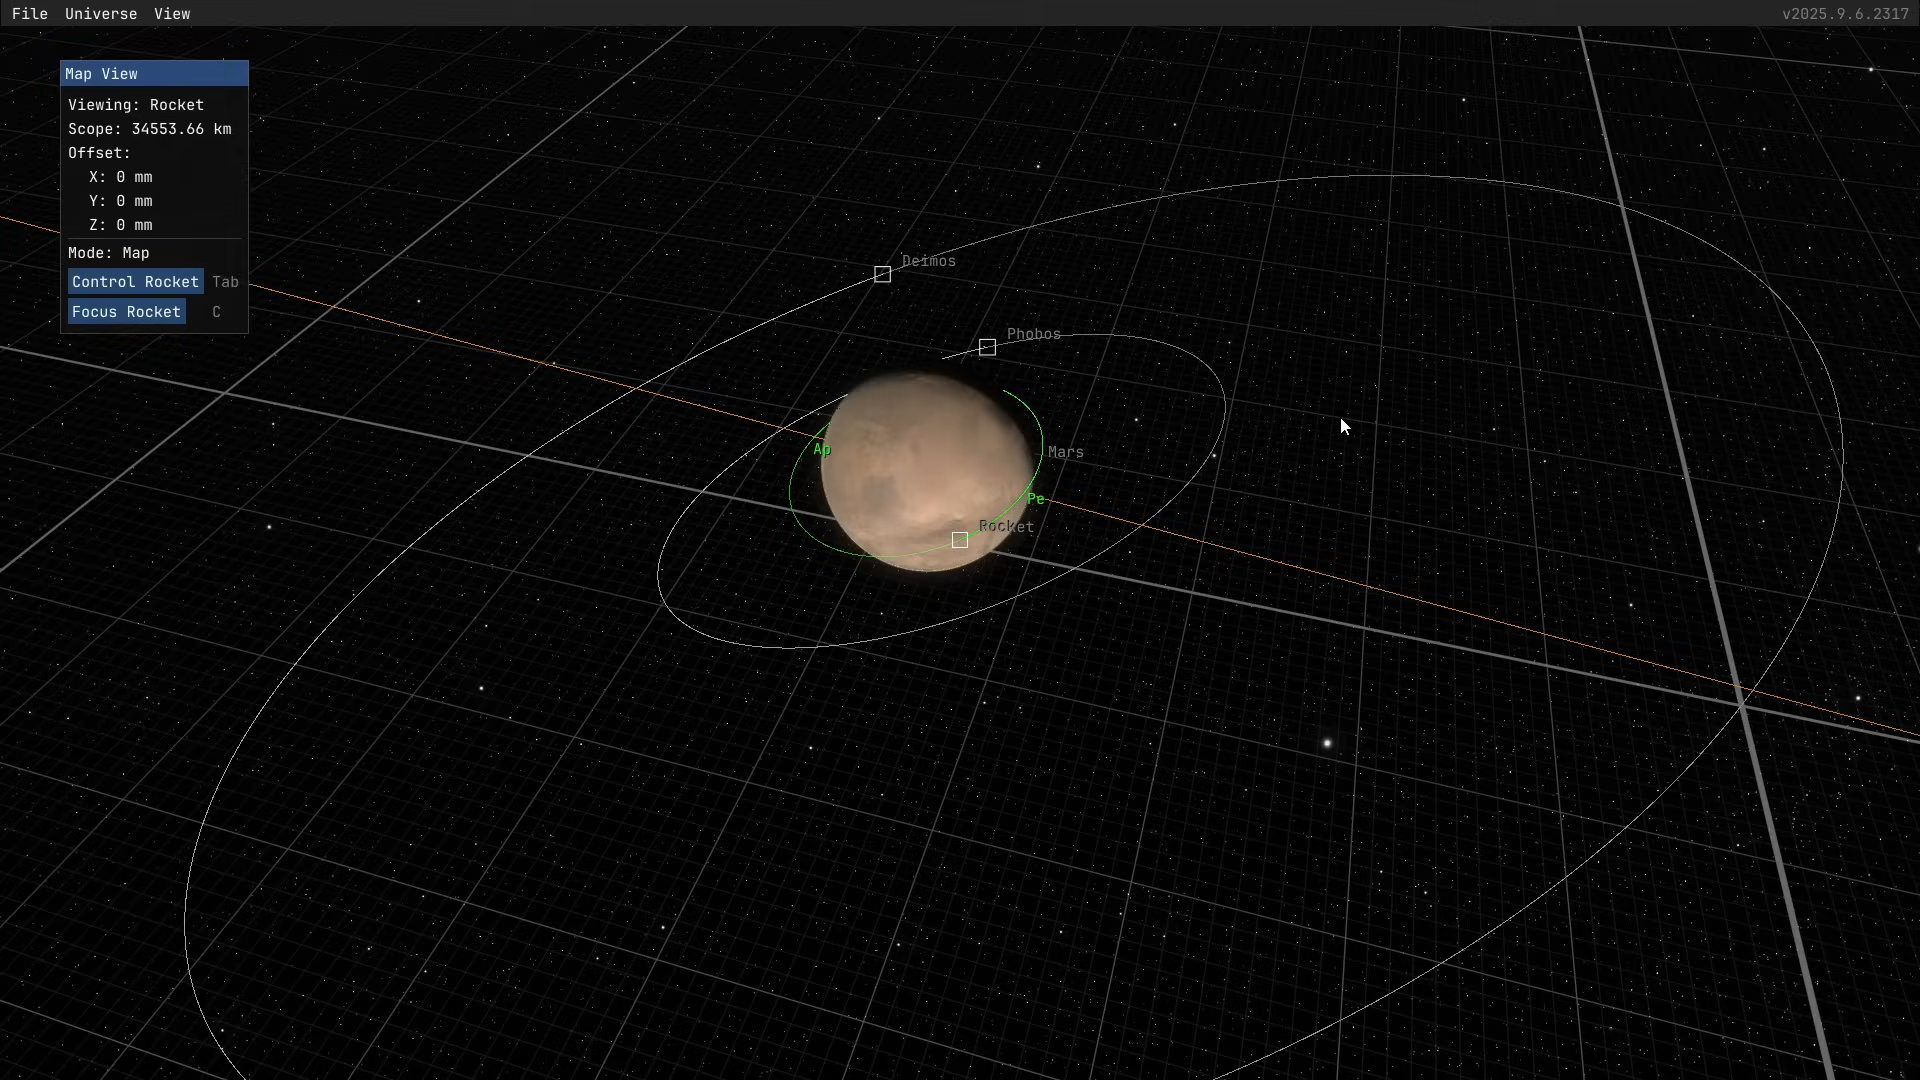 File Universe View
v2025.9.6.2317
Map View
Viewing: Rocket
Scope: 34553.66 km
Offset:
X: 0 mm
Y: 0 mm
Z: 0 mm
Mode: Map
Control Rocket Tab
Focus Rocket C
Deimos
Phobos
Ap
Mars
Pe
Rocket